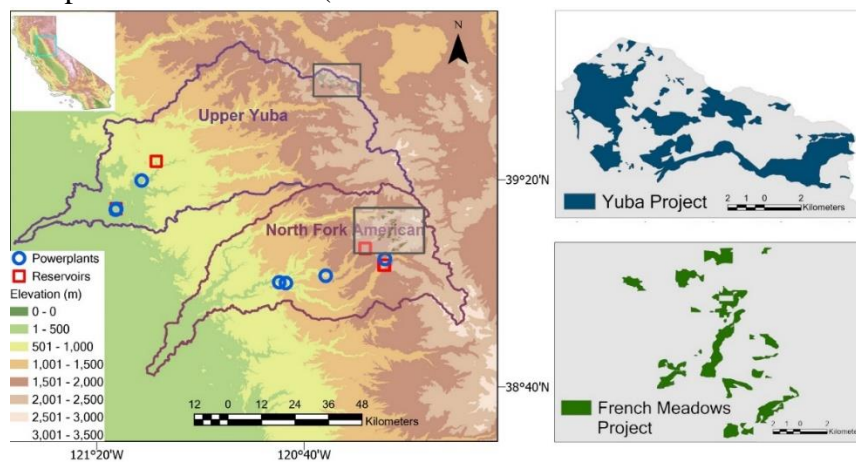 N
Upper Yuba
North Fork American
39°20'N
38°40'N
Powerplants
Reservoirs
Elevation (m)
0 - 0
1 - 500
501 - 1,000
1,001 - 1,500
1,501 - 2,000
2,001 - 2,500
2,501 - 3,000
3,001 - 3,500
12 0 12 24 36 48
Kilometers
121°20'W
120°40'W
Yuba Project
2 1 0 2
Kilometers
French Meadows
Project
2 1 0 2
Kilometers